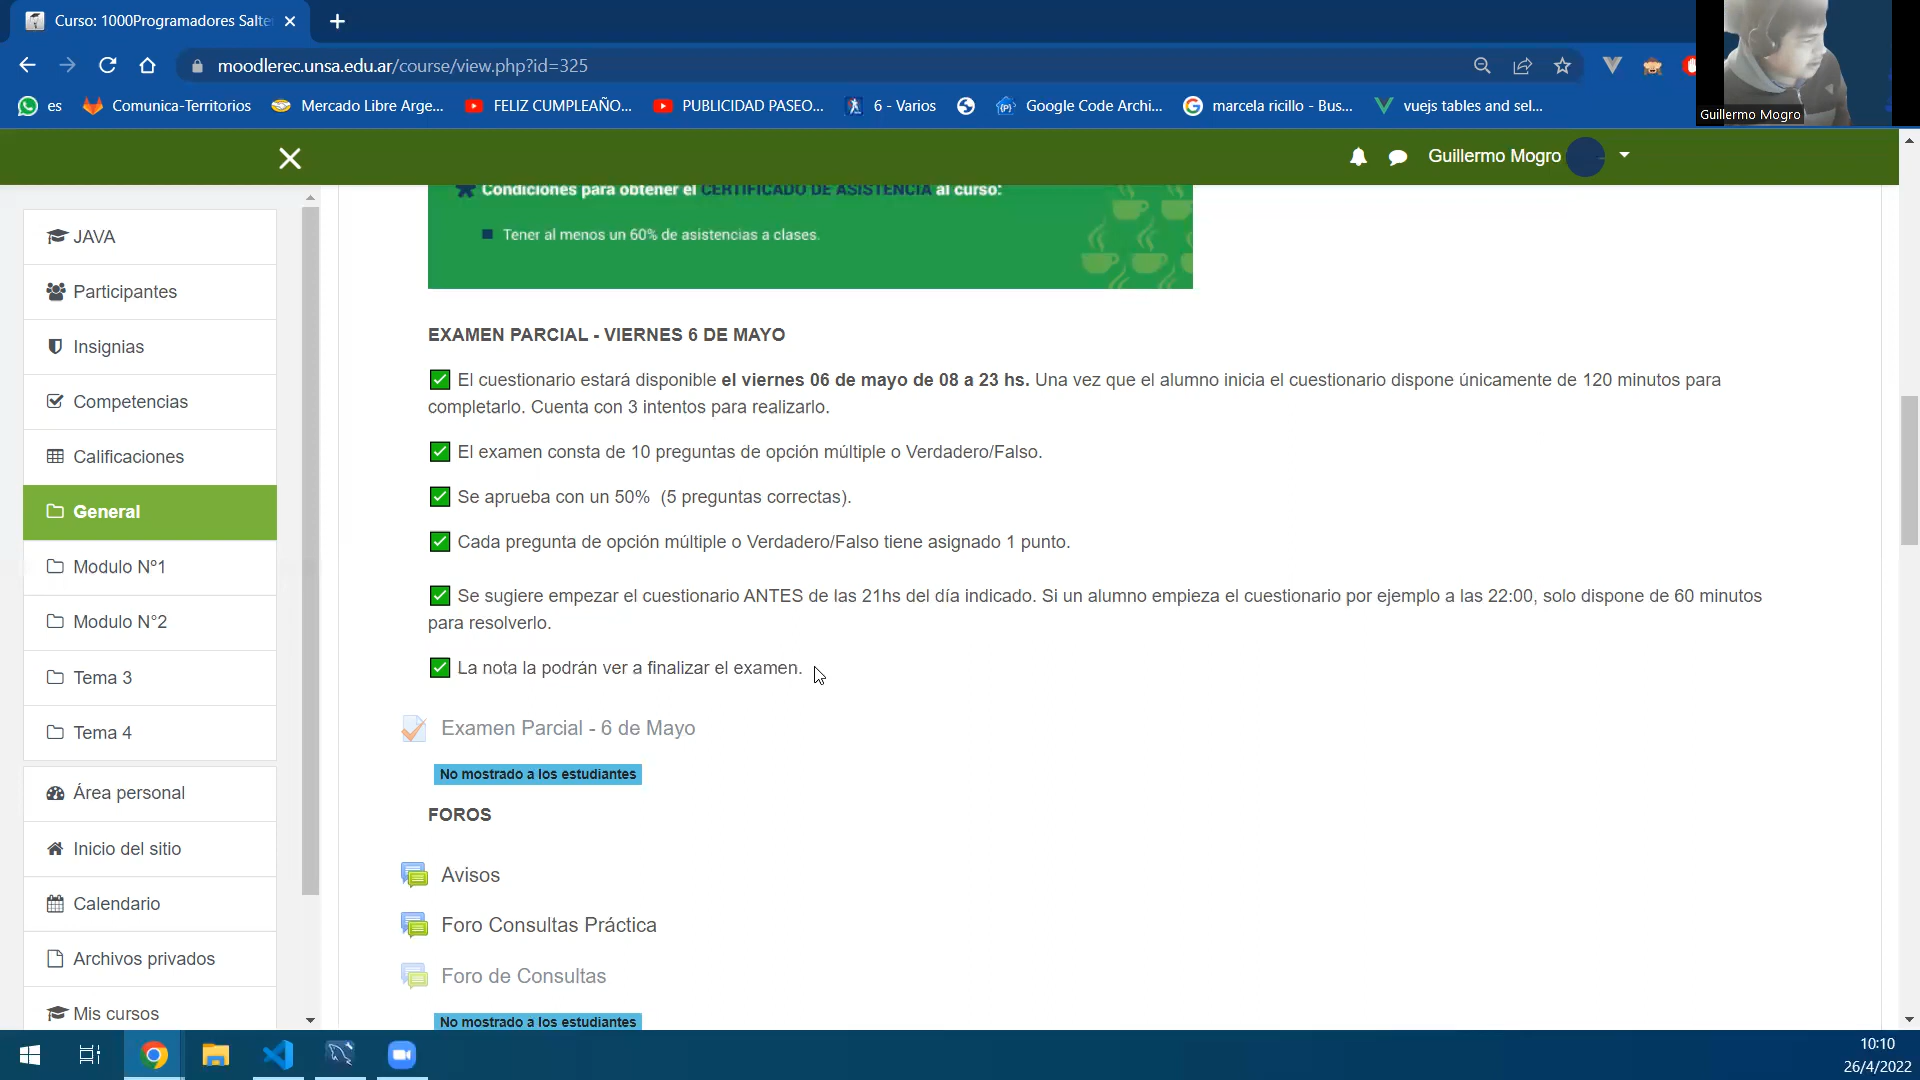 Curso: 1000Programadores Salte
moodlerec.unsa.edu.ar/course/view.php?id=325
es
Comunica-Territorios
Mercado Libre Arge...
FELIZ CUMPLEAÑO...
PUBLICIDAD PASEO...
6 - Varios
Google Code Archi...
marcela ricillo - Bus...
vuejs tables and sel...
Guillermo Mogro
Guillermo Mogro
JAVA
Participantes
Insignias
Competencias
Calificaciones
General
Modulo Nº1
Modulo N°2
Tema 3
Tema 4
Área personal
Inicio del sitio
Calendario
Archivos privados
Mis cursos
Condiciones para obtener el CERTIFICADO DE ASISTENCIA al curso:
Tener al menos un 60% de asistencias a clases.
EXAMEN PARCIAL - VIERNES 6 DE MAYO
El cuestionario estará disponible el viernes 06 de mayo de 08 a 23 hs. Una vez que el alumno inicia el cuestionario dispone únicamente de 120 minutos para
completarlo. Cuenta con 3 intentos para realizarlo.
El examen consta de 10 preguntas de opción múltiple o Verdadero/Falso.
Se aprueba con un 50% (5 preguntas correctas).
Cada pregunta de opción múltiple o Verdadero/Falso tiene asignado 1 punto.
Se sugiere empezar el cuestionario ANTES de las 21hs del día indicado. Si un alumno empieza el cuestionario por ejemplo a las 22:00, solo dispone de 60 minutos
para resolverlo.
La nota la podrán ver a finalizar el examen.
Examen Parcial - 6 de Mayo
No mostrado a los estudiantes
FOROS
Avisos
Foro Consultas Práctica
Foro de Consultas
No mostrado a los estudiantes
10:10
26/4/2022